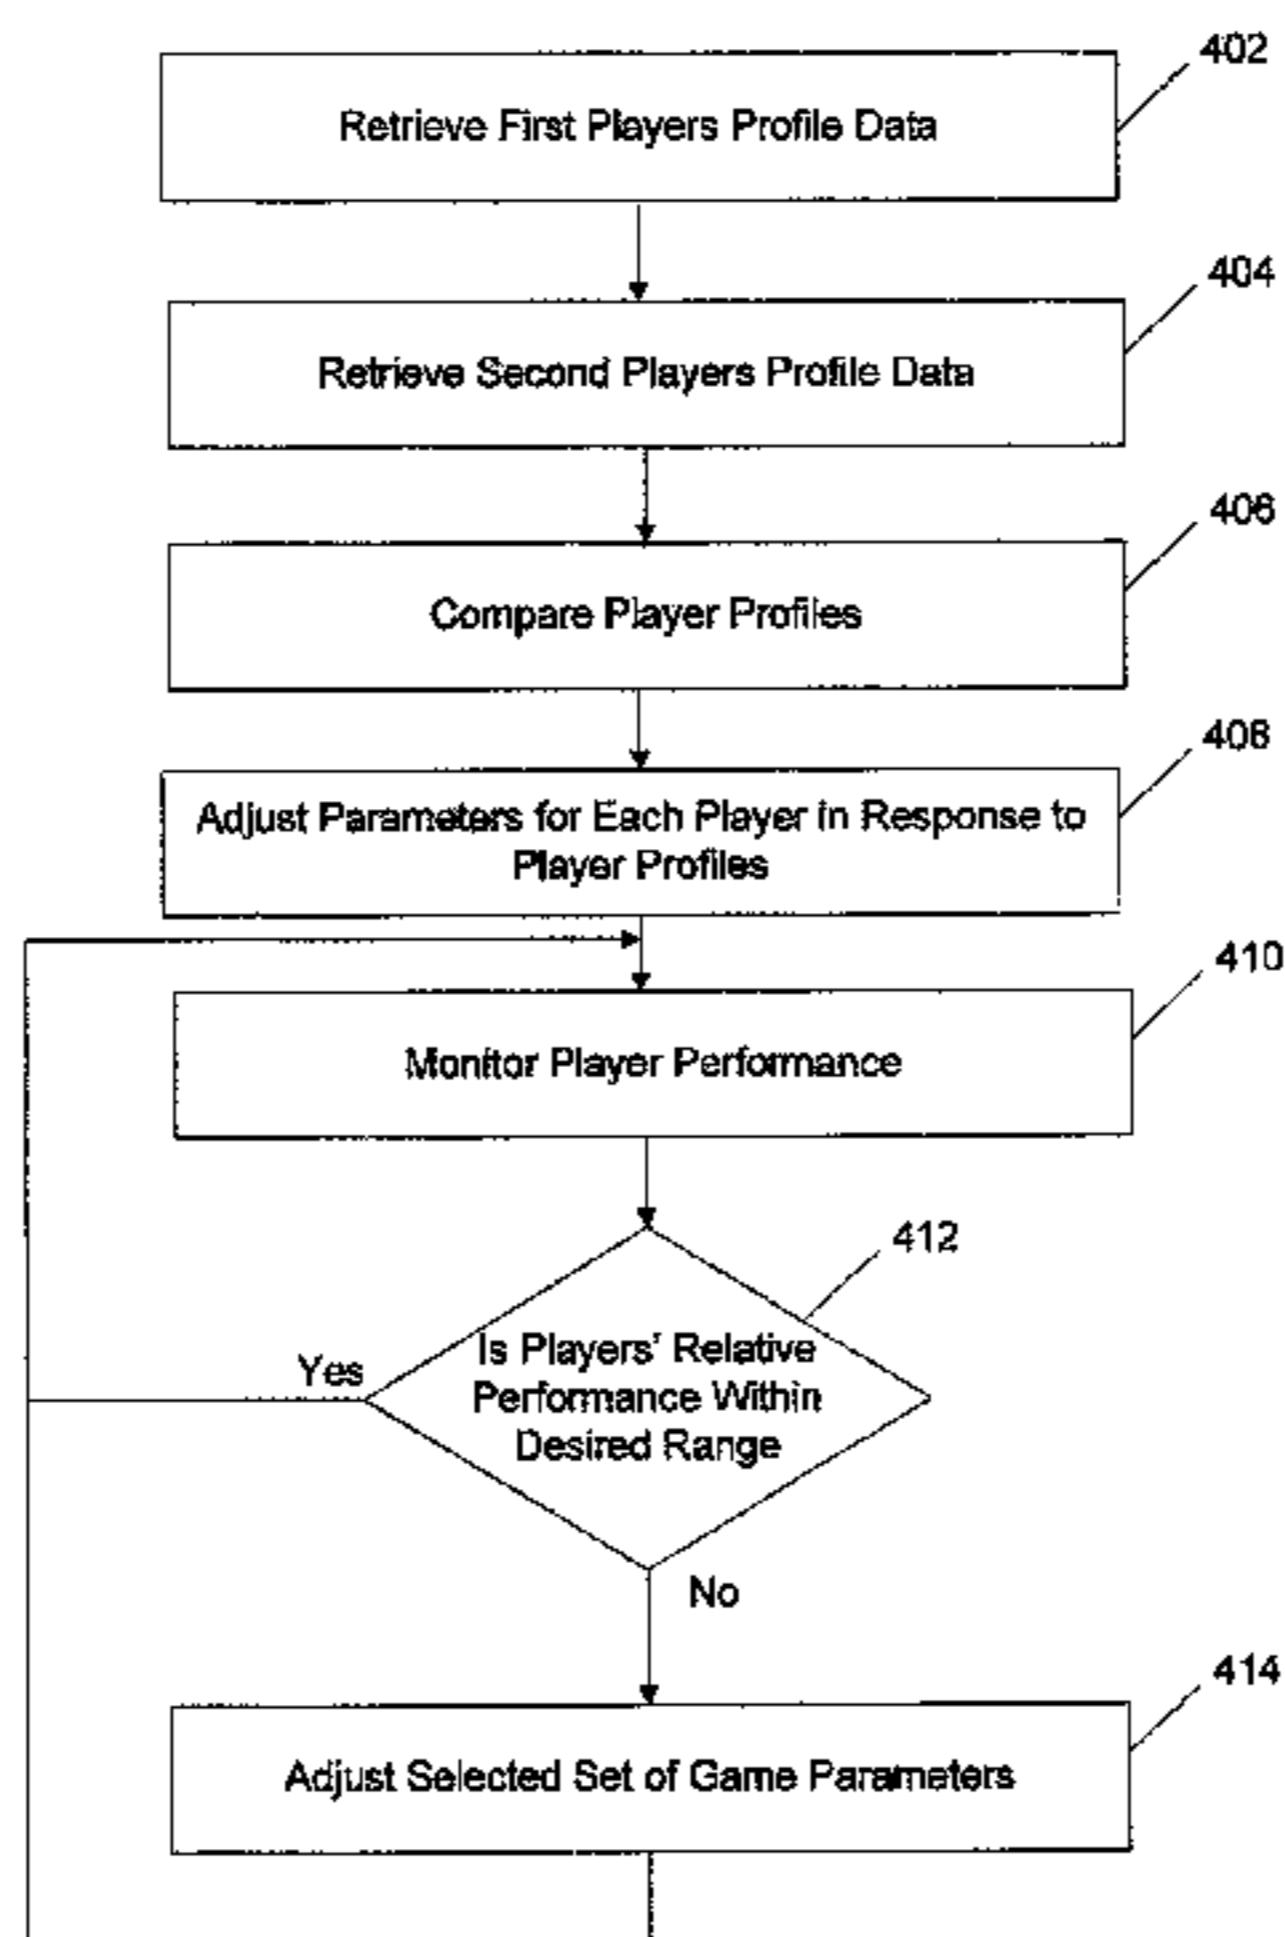 402
Retrieve First Players Profile Data
404
Retrieve Second Players Profile Data
406
Compare Player Profiles
408
Adjust Parameters for Each Player in Response to
Player Profiles
410
Monitor Player Performance
412
Is Players' Relative
Performance Within
Desired Range
Yes
No
414
Adjust Selected Set of Game Parameters